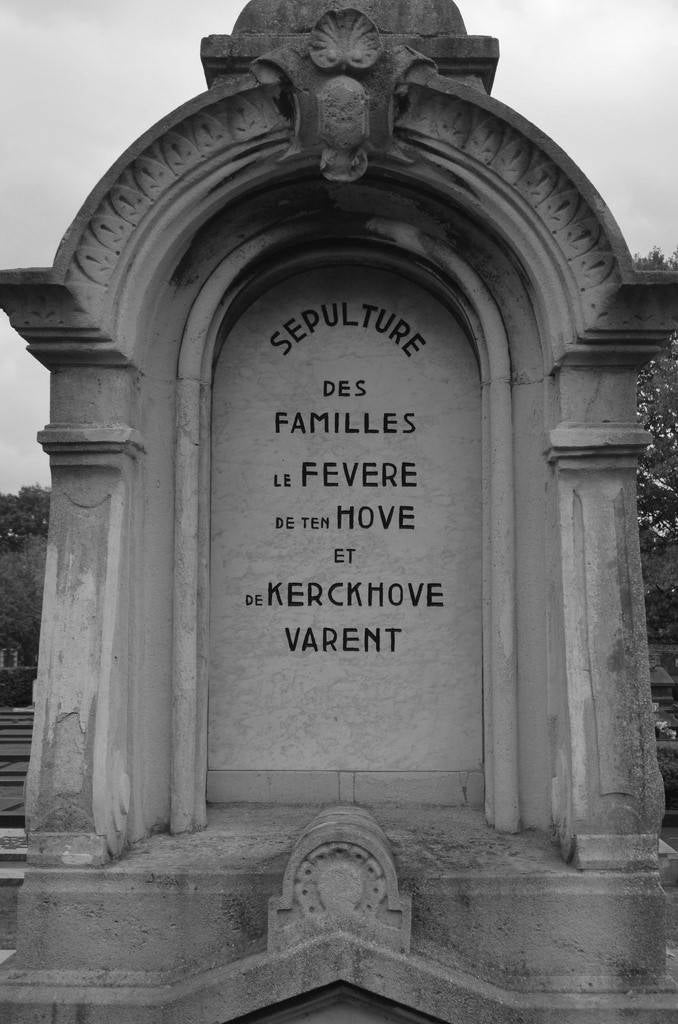 SEPULTURE
DES
FAMILLES
LE FEVERE
DE TEN HOVE
ET
DE KERCKHOVE
VARENT